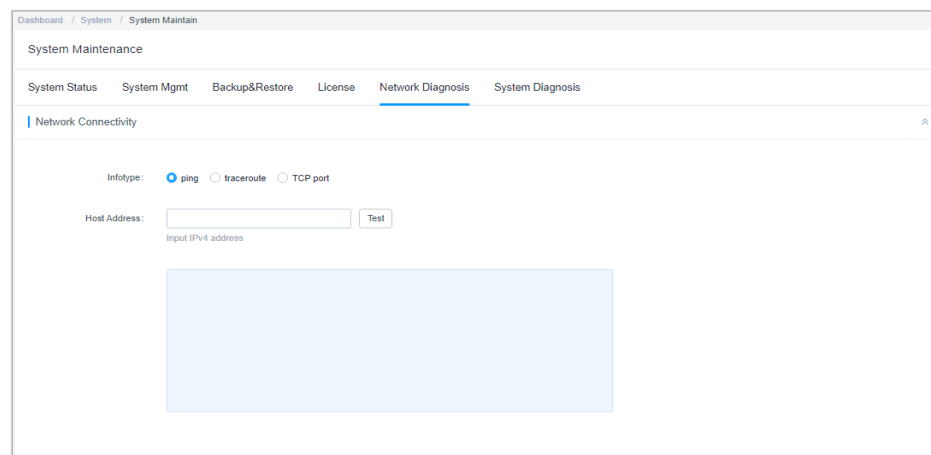 Dashboard / System / System Maintain
System Maintenance
System Status System Mgmt Backup&Restore License Network Diagnosis System Diagnosis
Network Connectivity
Infotype: ping traceroute TCP port
Host Address: Test
Input IPv4 address